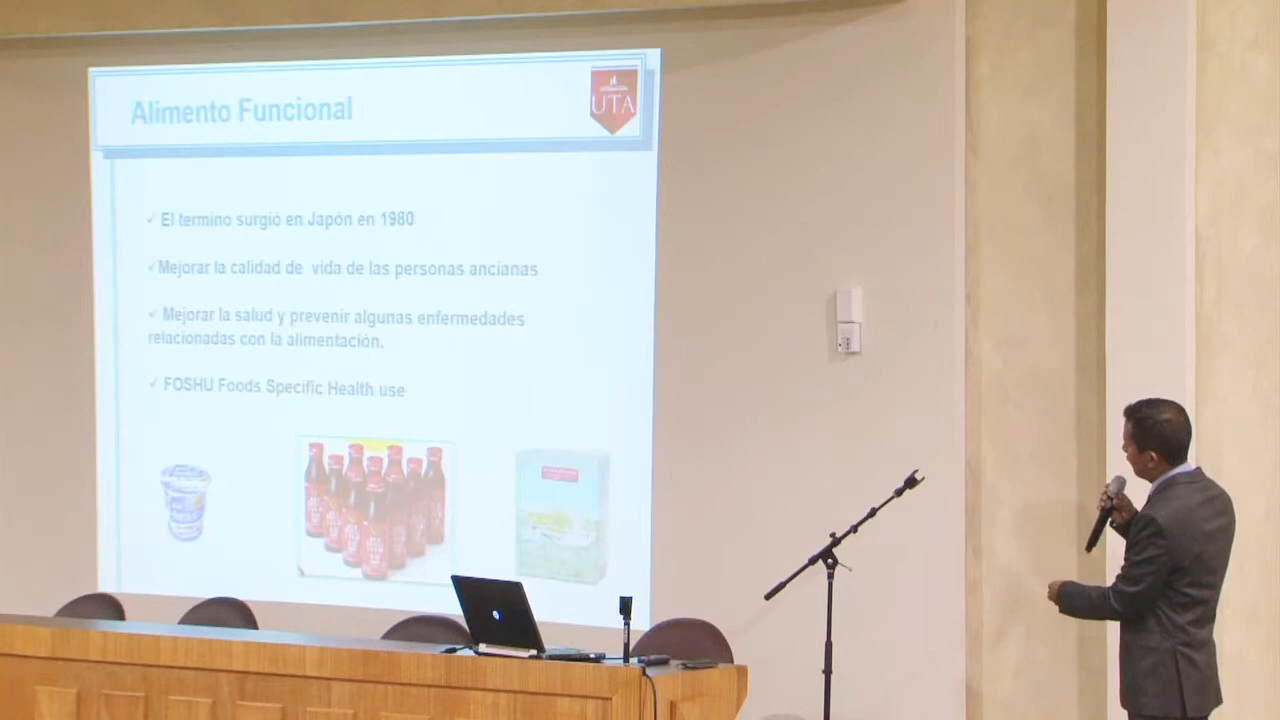 Alimento Funcional
UTA
✓ El termino surgió en Japón en 1980
✓Mejorar la calidad de vida de las personas ancianas
✓ Mejorar la salud y prevenir algunas enfermedades
relacionadas con la alimentación.
✓ FOSHU Foods Specific Health use